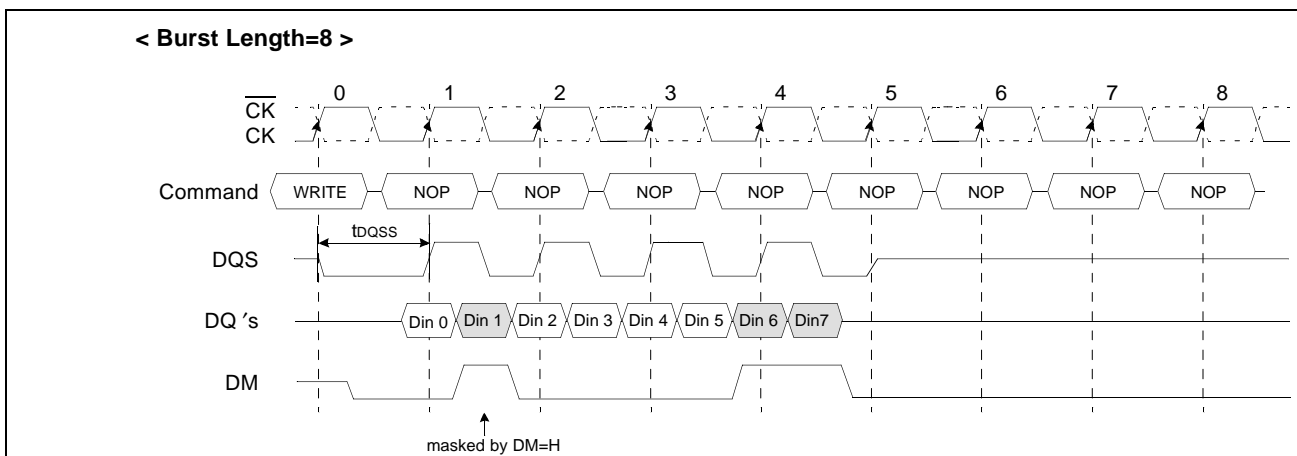 < Burst Length=8 >
0 1 2 3 4 5 6 7 8
CK
CK
Command WRITE NOP NOP NOP NOP NOP NOP NOP NOP
tDQSS
DQS
DQ ′s Din 0 Din 1 Din 2 Din 3 Din 4 Din 5 Din 6 Din7
DM
masked by DM=H